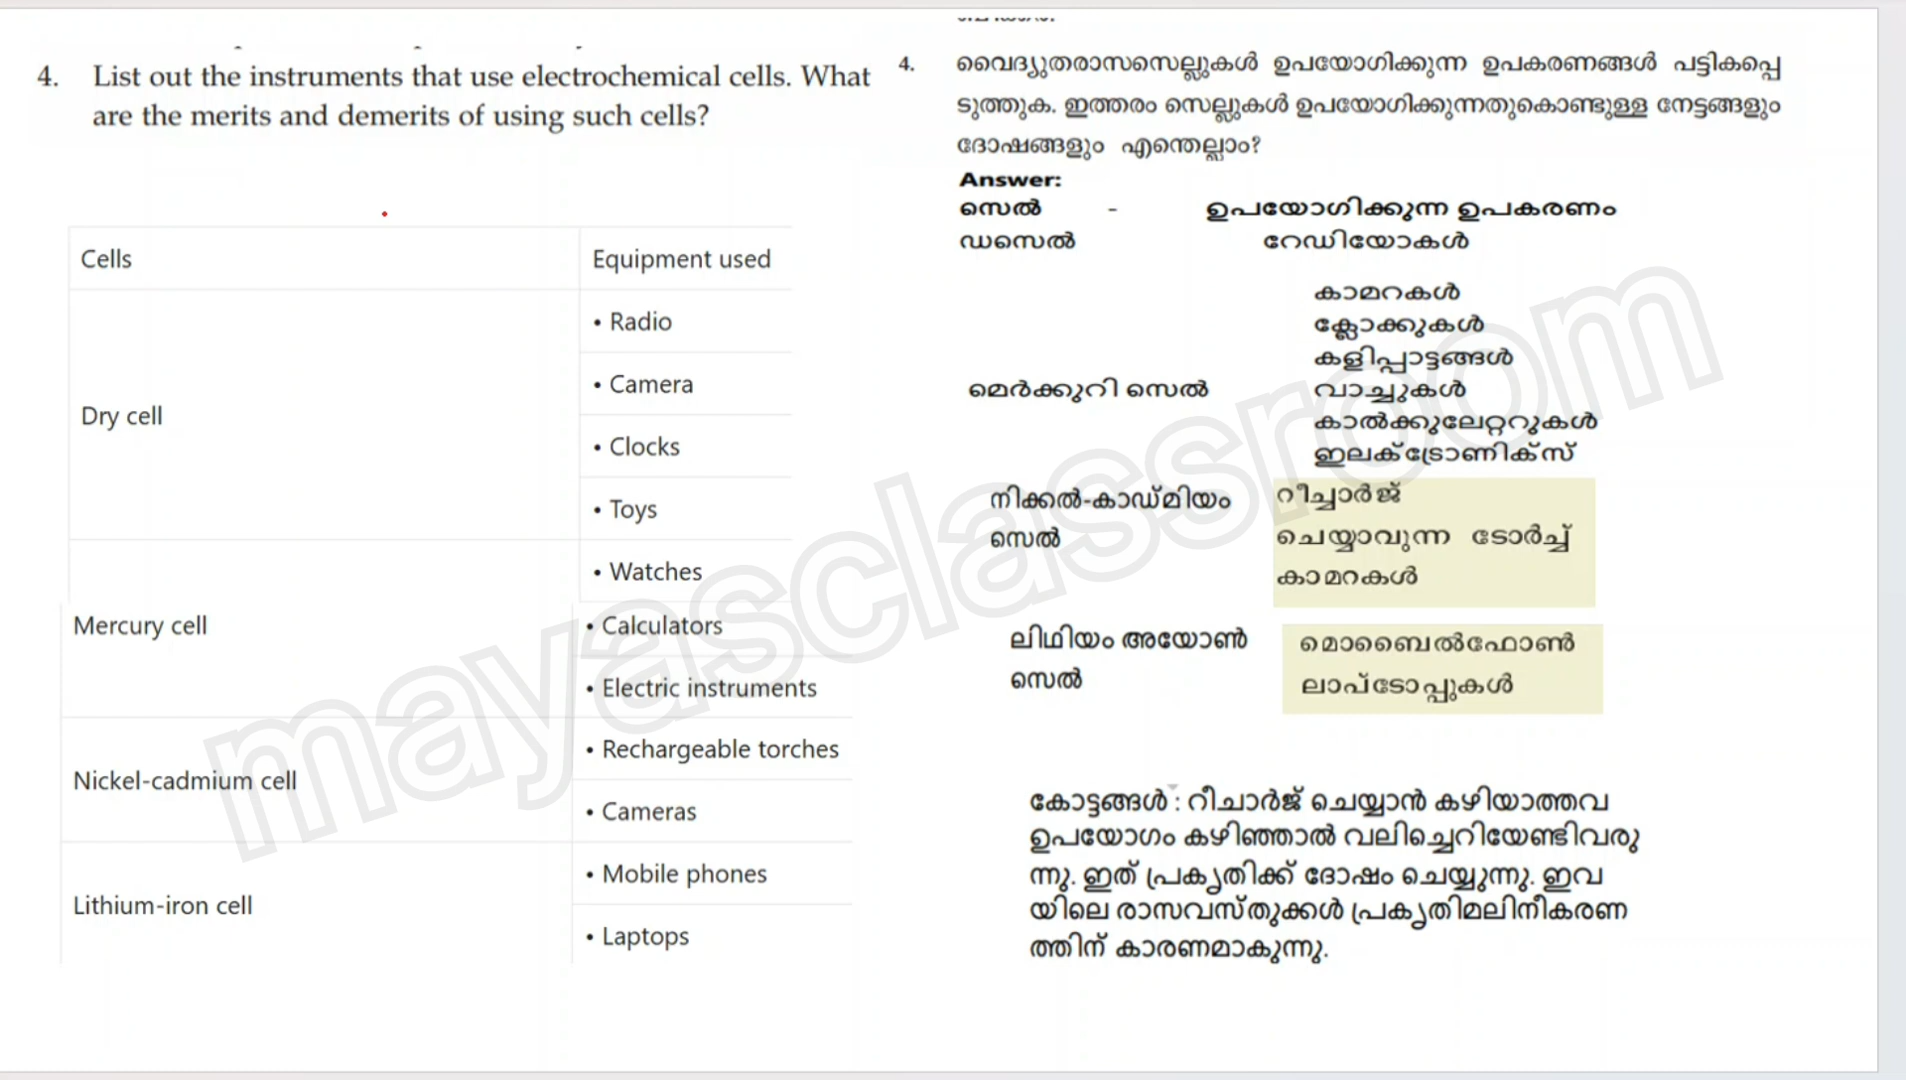 4. List out the instruments that use electrochemical cells. What
are the merits and demerits of using such cells?
Cells
Equipment used
Dry cell
• Radio
• Camera
• Clocks
• Toys
Mercury cell
• Watches
• Calculators
• Electric instruments
Nickel-cadmium cell
• Rechargeable torches
• Cameras
Lithium-iron cell
• Mobile phones
• Laptops
4. വൈദ്യുതരാസസെല്ലുകൾ ഉപയോഗിക്കുന്ന ഉപകരണങ്ങൾ പട്ടികപ്പെ
ടുത്തുക. ഇത്തരം സെല്ലുകൾ ഉപയോഗിക്കുന്നതുകൊണ്ടുള്ള നേട്ടങ്ങളും
ദോഷങ്ങളും എന്തെല്ലാം?
Answer:
സെൽ - ഉപയോഗിക്കുന്ന ഉപകരണം
ഡസെൽ റേഡിയോകൾ
കാമറകൾ
ക്ലോക്കുകൾ
കളിപ്പാട്ടങ്ങൾ
മെർക്കുറി സെൽ വാച്ചുകൾ
കാൽക്കുലേറ്ററുകൾ
ഇലക്ട്രോണിക്സ്
നിക്കൽ-കാഡ്മിയം റീച്ചാർജ്
സെൽ ചെയ്യാവുന്ന ടോർച്ച്
കാമറകൾ
ലിഥിയം അയോൺ മൊബൈൽഫോൺ
സെൽ ലാപ്ടോപ്പുകൾ
കോട്ടങ്ങൾ : റീചാർജ് ചെയ്യാൻ കഴിയാത്തവ
ഉപയോഗം കഴിഞ്ഞാൽ വലിച്ചെറിയേണ്ടിവരു
ന്നു. ഇത് പ്രകൃതിക്ക് ദോഷം ചെയ്യുന്നു. ഇവ
യിലെ രാസവസ്തുക്കൾ പ്രകൃതിമലിനീകരണ
ത്തിന് കാരണമാകുന്നു.
mayasclassroom